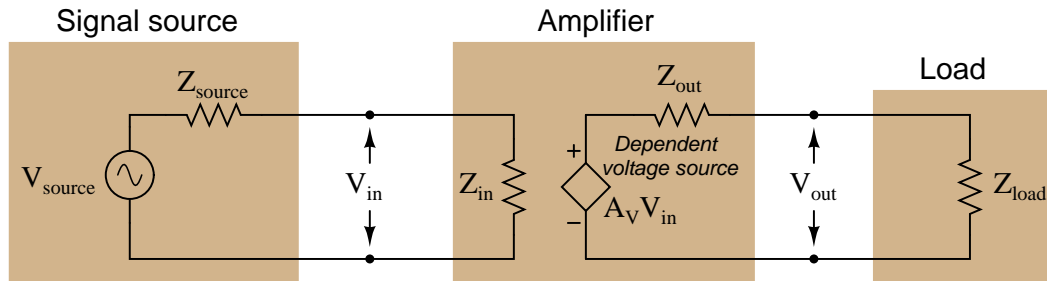 Signal source
Amplifier
Load
Zsource
Zout
Vsource
Vin
Zin
+
Dependent
voltage source
−
AVVin
Vout
Zload